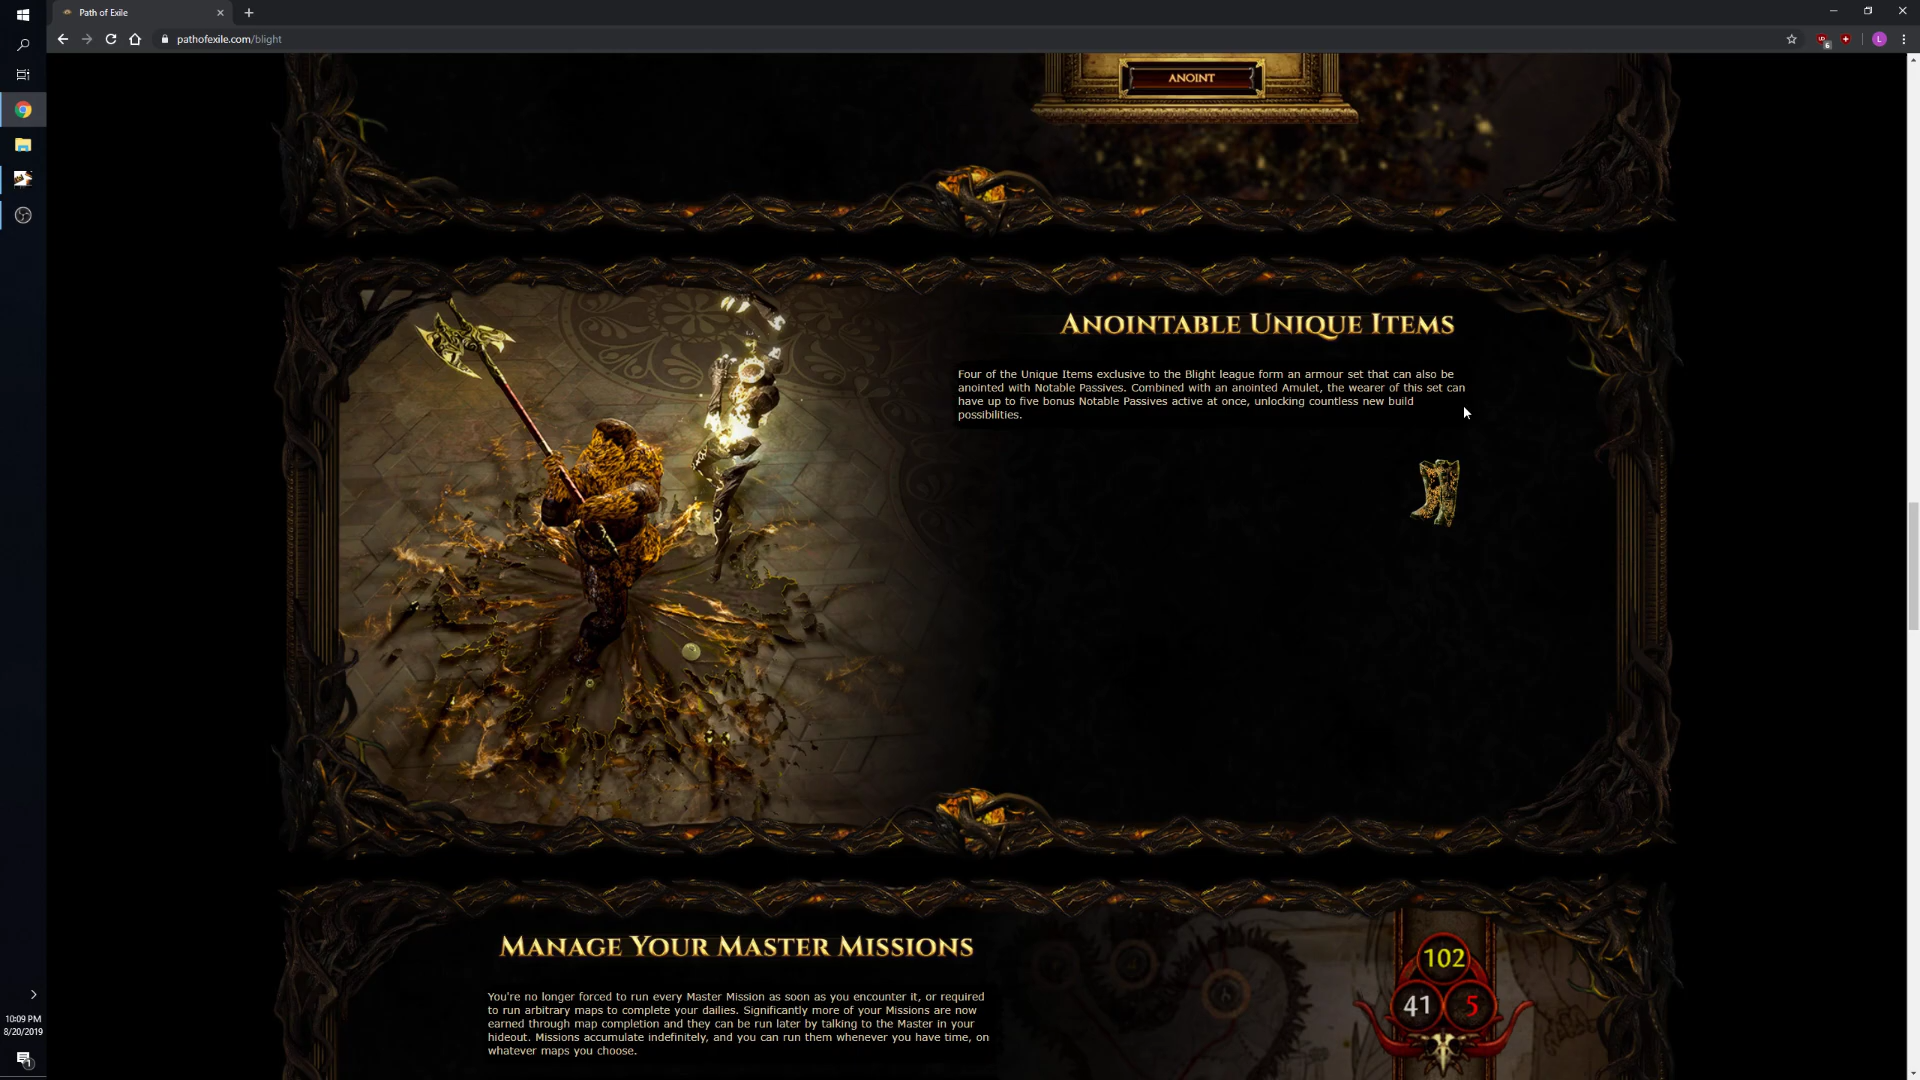 Path of Exile
pathofexile.com/blight
6
L
ANOINT
ANOINTABLE UNIQUE ITEMS
Four of the Unique Items exclusive to the Blight league form an armour set that can also be
anointed with Notable Passives. Combined with an anointed Amulet, the wearer of this set can
have up to five bonus Notable Passives active at once, unlocking countless new build
possibilities.
MANAGE YOUR MASTER MISSIONS
You're no longer forced to run every Master Mission as soon as you encounter it, or required
to run arbitrary maps to complete your dailies. Significantly more of your Missions are now
earned through map completion and they can be run later by talking to the Master in your
hideout. Missions accumulate indefinitely, and you can run them whenever you have time, on
whatever maps you choose.
102
41 5
10:09 PM
8/20/2019
1